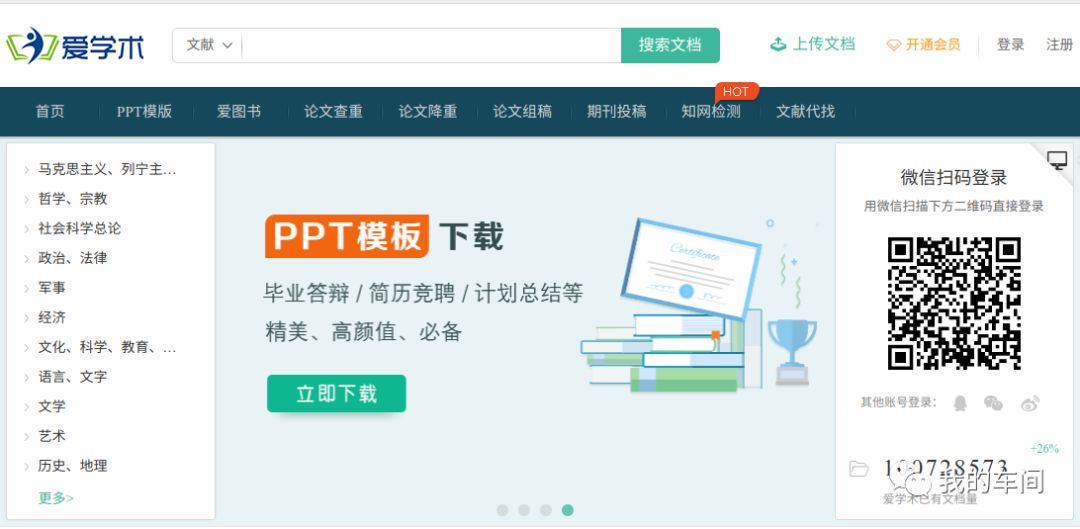 爱学术
文献
搜索文档
上传文档
开通会员
登录
注册
HOT
首页
PPT模版
爱图书
论文查重
论文降重
论文组稿
期刊投稿
知网检测
文献代找
马克思主义、列宁主…
哲学、宗教
社会科学总论
政治、法律
军事
经济
文化、科学、教育、…
语言、文字
文学
艺术
历史、地理
更多>
PPT模板 下载
毕业答辩 / 简历竞聘 / 计划总结等
精美、高颜值、必备
立即下载
Certificate
微信扫码登录
用微信扫描下方二维码直接登录
其他账号登录：
+26%
我的车间
爱学术已有文档量